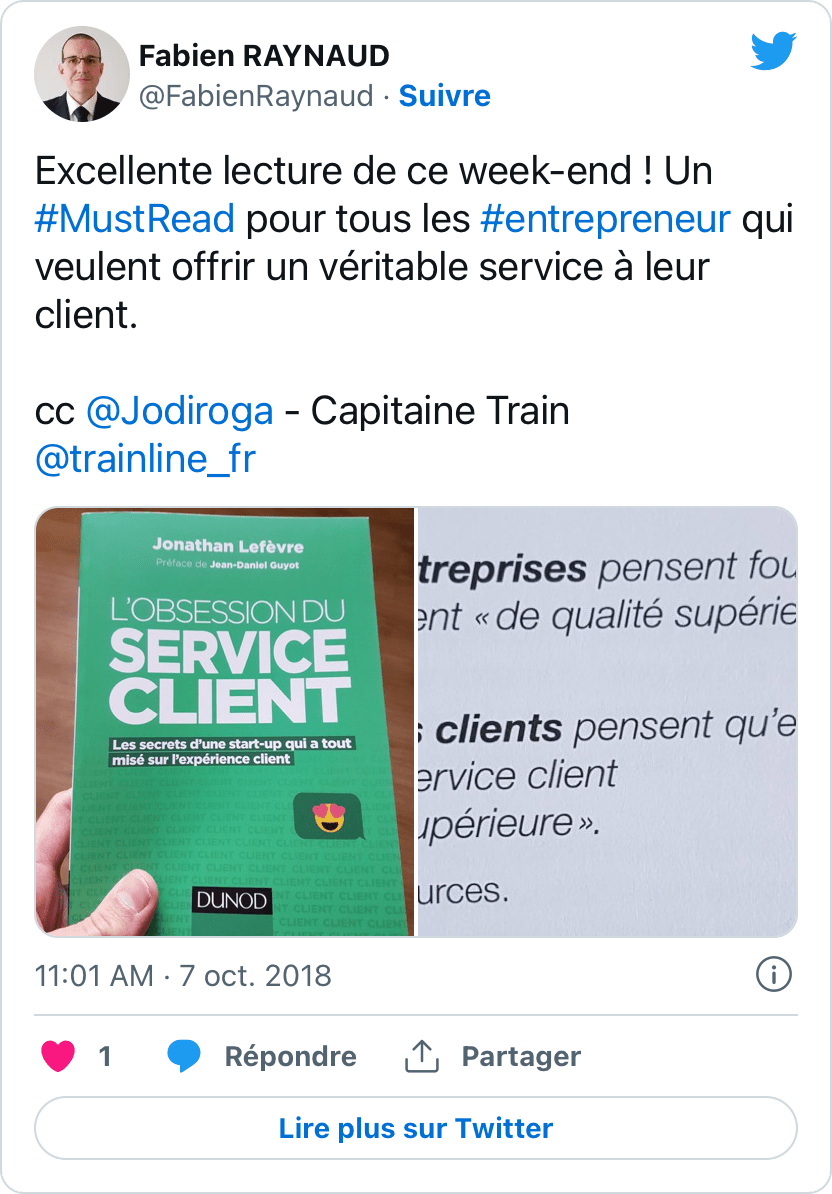 Fabien RAYNAUD
@FabienRaynaud · Suivre
Excellente lecture de ce week-end ! Un
#MustRead pour tous les #entrepreneur qui
veulent offrir un véritable service à leur
client.
cc @Jodiroga - Capitaine Train
@trainline_fr
Jonathan Lefèvre
Préface de Jean-Daniel Guyot
L'OBSESSION DU
SERVICE
CLIENT
Les secrets d'une start-up qui a tout
misé sur l'expérience client
DUNOD
treprises pensent fou
ent « de qualité supérie
s clients pensent qu'e
ervice client
upérieure ».
urces.
11:01 AM · 7 oct. 2018
1 Répondre Partager
Lire plus sur Twitter